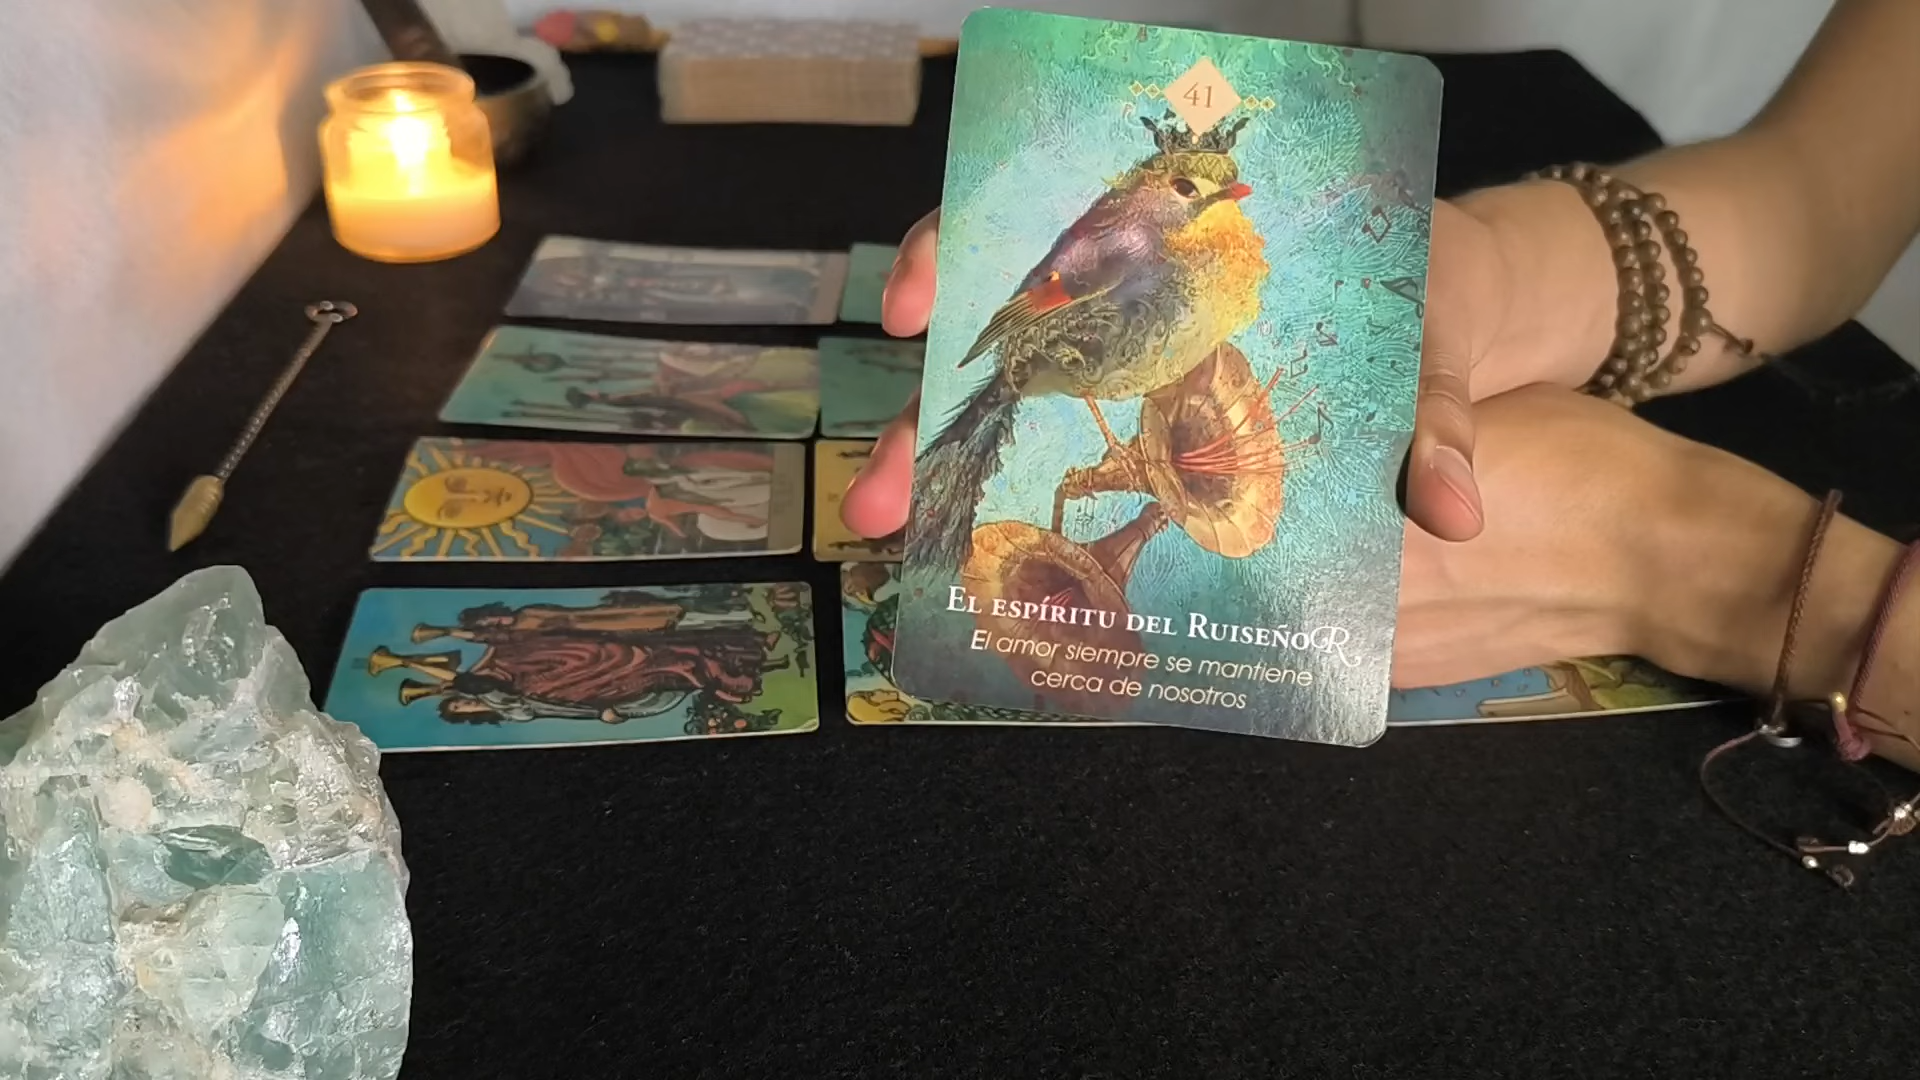 41
El espíritu del Ruiseñor
El amor siempre se mantiene
cerca de nosotros